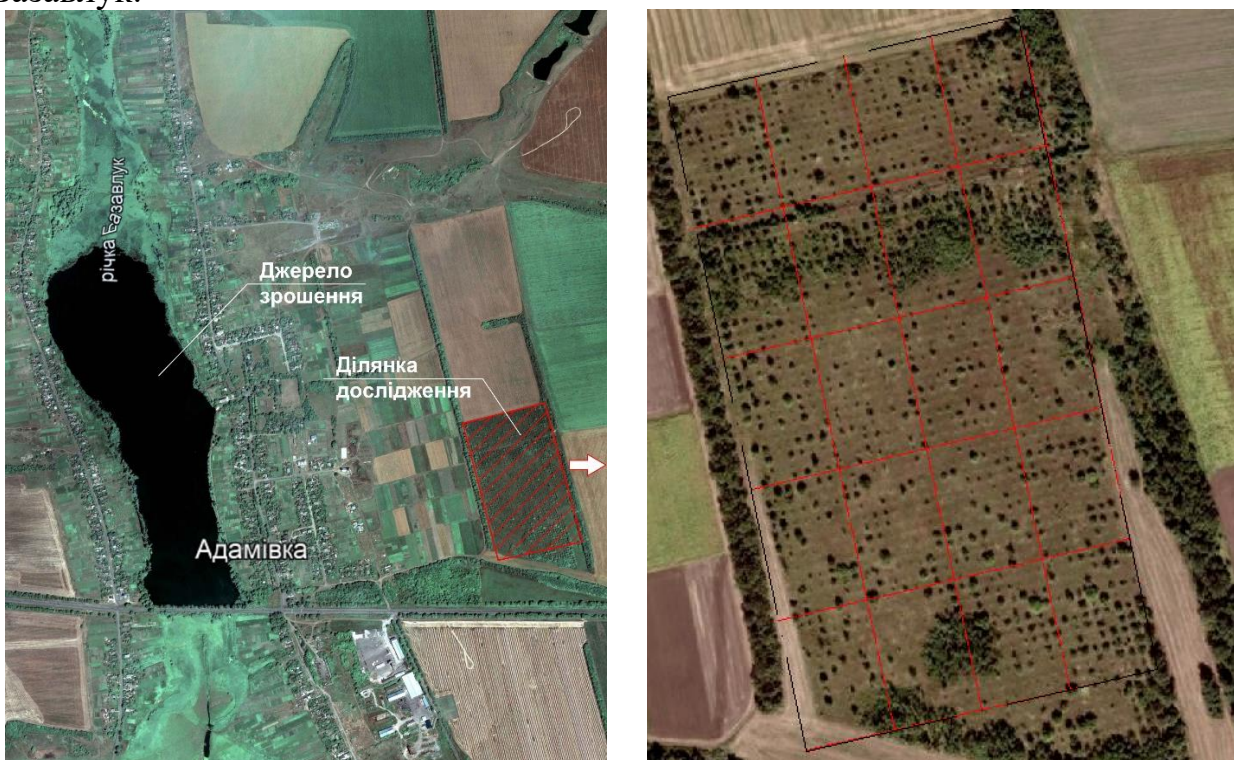 Базавлук.
річка Базавлук
Джерело
зрошення
Ділянка
дослідження
Адамівка